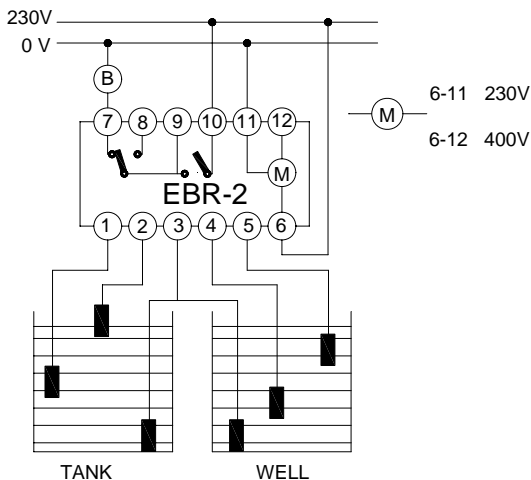 230V
0 V
B
7 8 9 10 11 12
M
EBR-2
1 2 3 4 5 6
M
6-11 230V
6-12 400V
TANK WELL